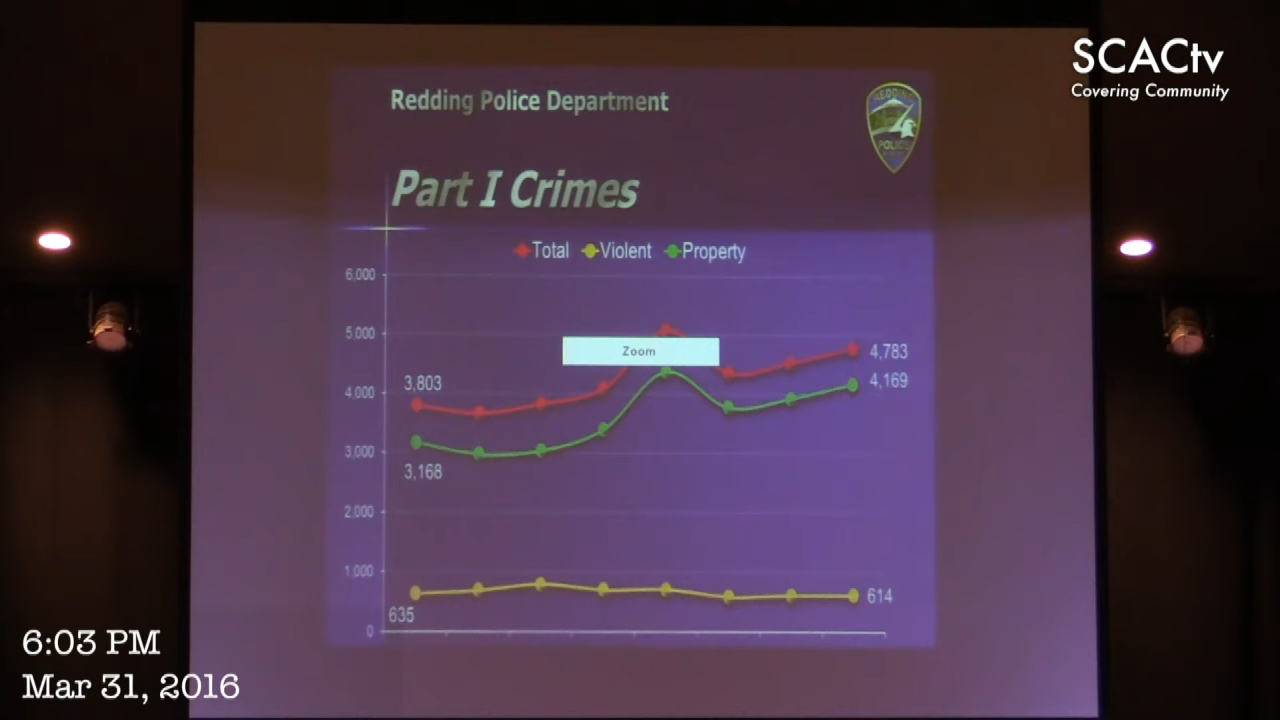 SCACtv
Covering Community
Redding Police Department
REDDING
POLICE
Part I Crimes
Total Violent Property
6,000
5,000
Zoom
4,783
4,169
3,803
4,000
3,000
3,168
2,000
1,000
635
614
0
6:03 PM
Mar 31, 2016